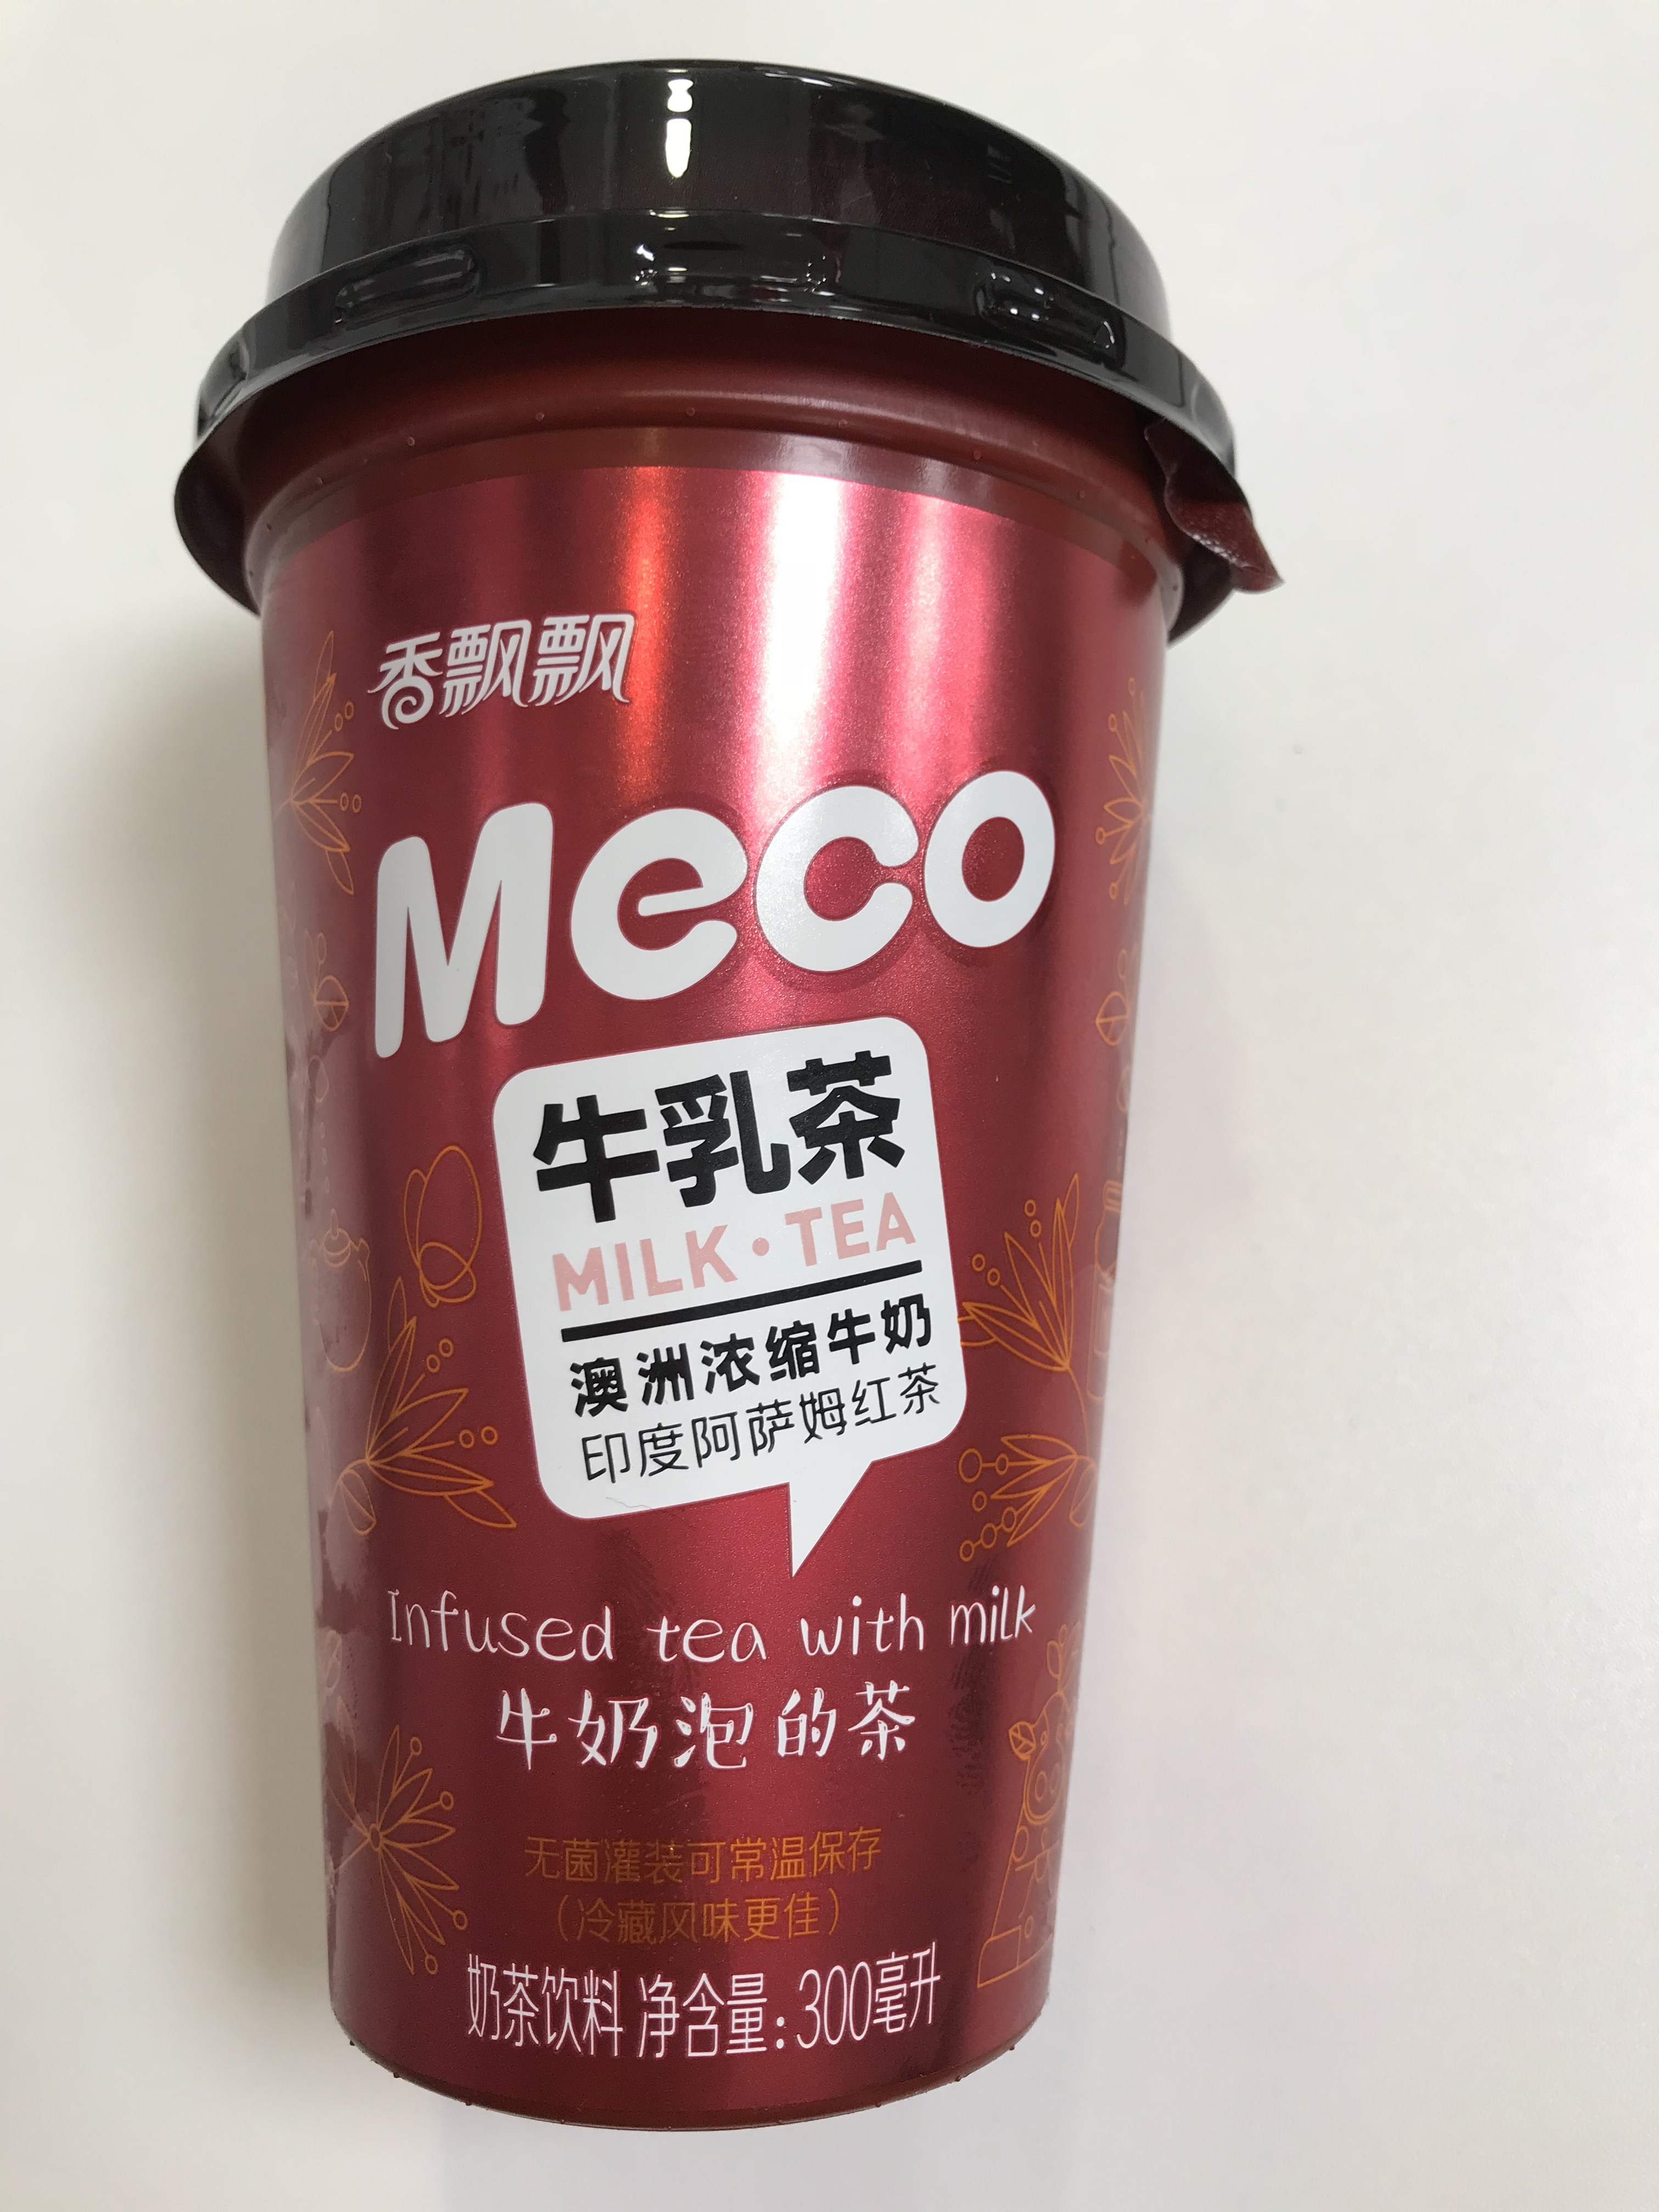 香飘飘
Meco
牛乳茶
MILK·TEA
澳洲浓缩牛奶
印度阿萨姆红茶
Infused tea with milk
牛奶泡的茶
无菌灌装可常温保存
（冷藏风味更佳）
奶茶饮料 净含量:300毫升